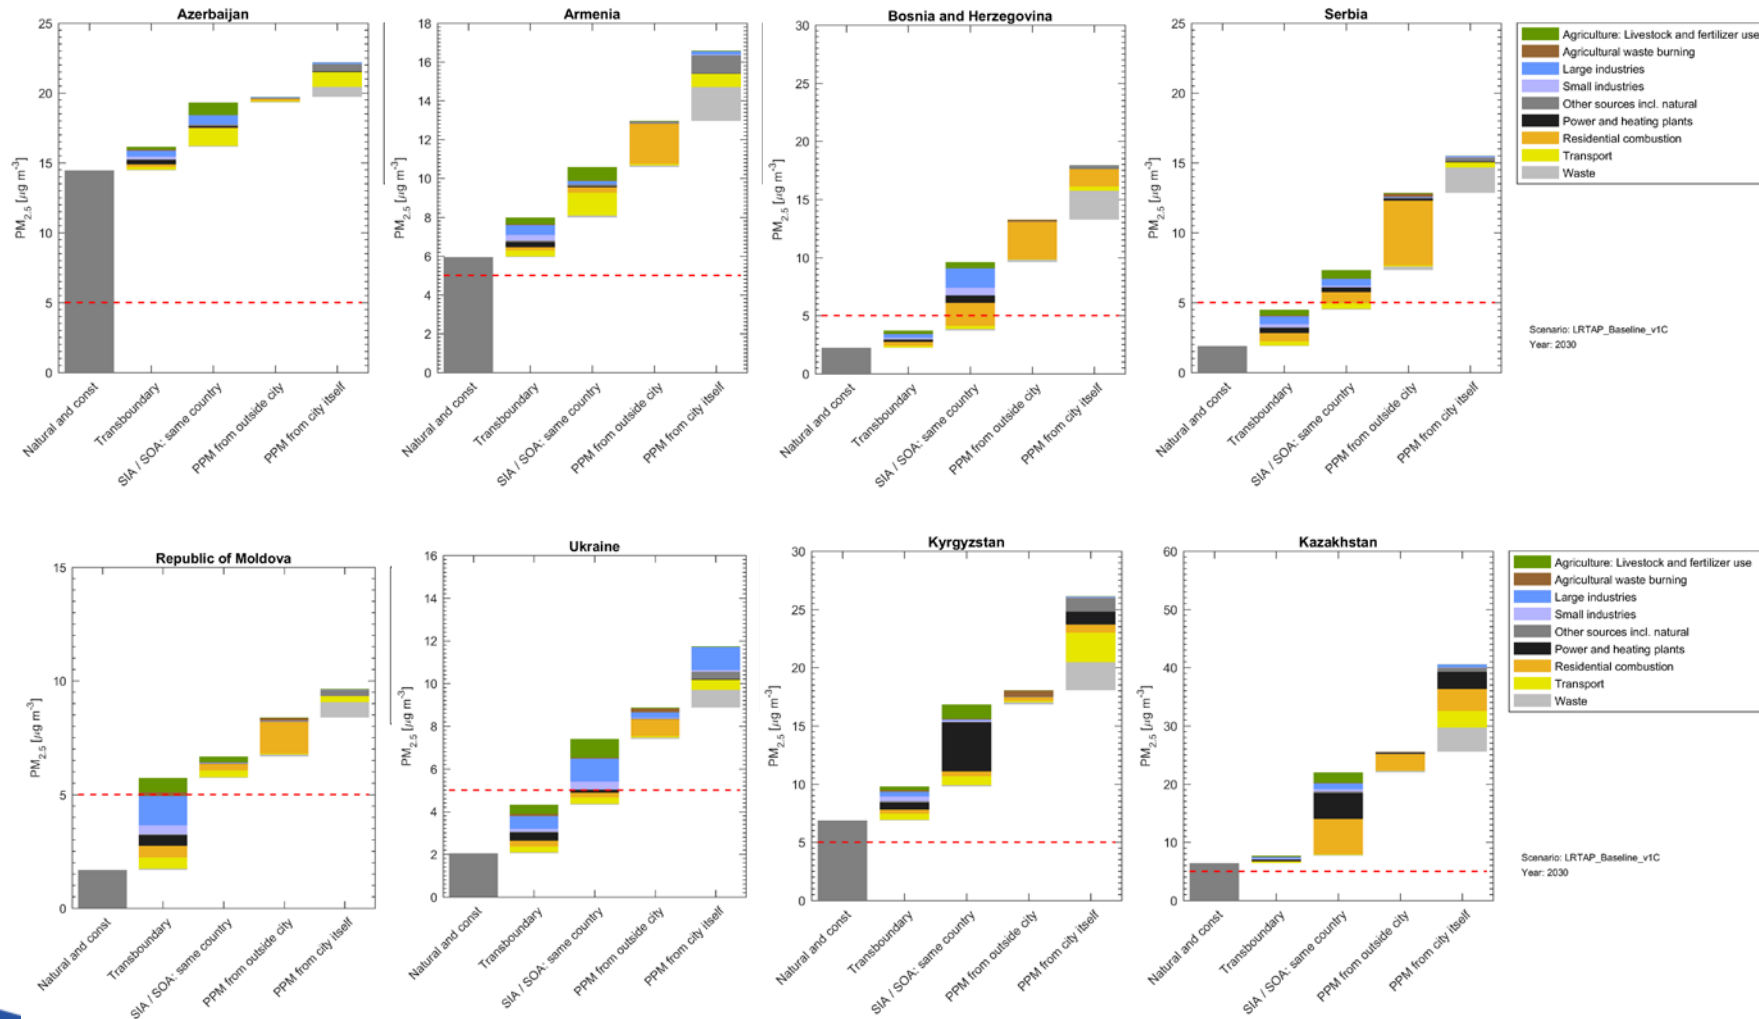 Azerbaijan
25
20
15
10
5
0
PM2.5 [μg m-3]
Natural and const
Transboundary
SIA / SOA: same country
PPM from outside city
PPM from city itself
Armenia
18
16
14
12
10
8
6
4
2
0
PM2.5 [μg m-3]
Natural and const
Transboundary
SIA / SOA: same country
PPM from outside city
PPM from city itself
Bosnia and Herzegovina
30
25
20
15
10
5
0
PM2.5 [μg m-3]
Natural and const
Transboundary
SIA / SOA: same country
PPM from outside city
PPM from city itself
Serbia
25
20
15
10
5
0
PM2.5 [μg m-3]
Natural and const
Transboundary
SIA / SOA: same country
PPM from outside city
PPM from city itself
Agriculture: Livestock and fertilizer use
Agricultural waste burning
Large industries
Small industries
Other sources incl. natural
Power and heating plants
Residential combustion
Transport
Waste
Scenario: LRTAP_Baseline_v1C
Year: 2030
Republic of Moldova
15
10
5
0
PM2.5 [μg m-3]
Natural and const
Transboundary
SIA / SOA: same country
PPM from outside city
PPM from city itself
Ukraine
16
14
12
10
8
6
4
2
0
PM2.5 [μg m-3]
Natural and const
Transboundary
SIA / SOA: same country
PPM from outside city
PPM from city itself
Kyrgyzstan
30
25
20
15
10
5
0
PM2.5 [μg m-3]
Natural and const
Transboundary
SIA / SOA: same country
PPM from outside city
PPM from city itself
Kazakhstan
60
50
40
30
20
10
0
PM2.5 [μg m-3]
Natural and const
Transboundary
SIA / SOA: same country
PPM from outside city
PPM from city itself
Agriculture: Livestock and fertilizer use
Agricultural waste burning
Large industries
Small industries
Other sources incl. natural
Power and heating plants
Residential combustion
Transport
Waste
Scenario: LRTAP_Baseline_v1C
Year: 2030